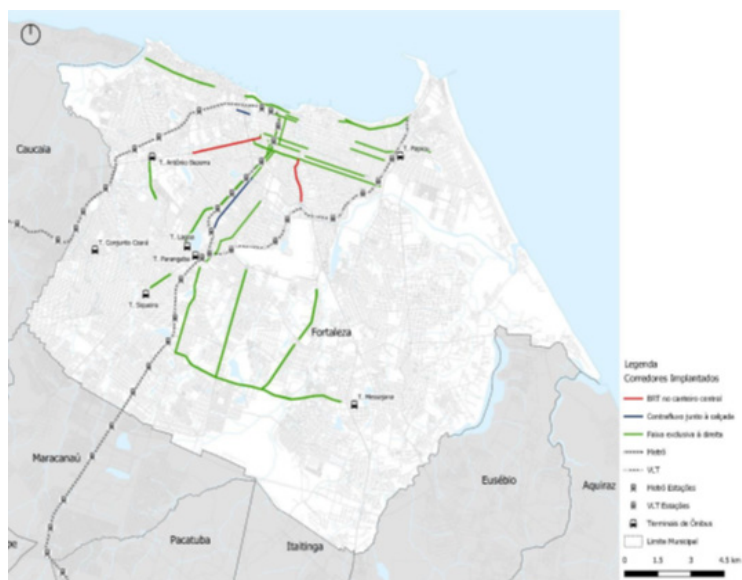 Caucaia
T. Antônio Bezerra
T. Papicu
T. Lagoa
T. Conjunto Ceará
T. Parangaba
T. Siqueira
Fortaleza
T. Messejana
Maracanaú
Eusébio
Aquiraz
Pacatuba
Itaitinga
Legenda
Corredores Implantados
BRT no canteiro central
Contrafluxo junto à calçada
Faixa exclusiva à direita
Metrô
VLT
Metrô Estações
VLT Estações
Terminais de Ônibus
Limite Municipal
0 1.5 3 4.5 km